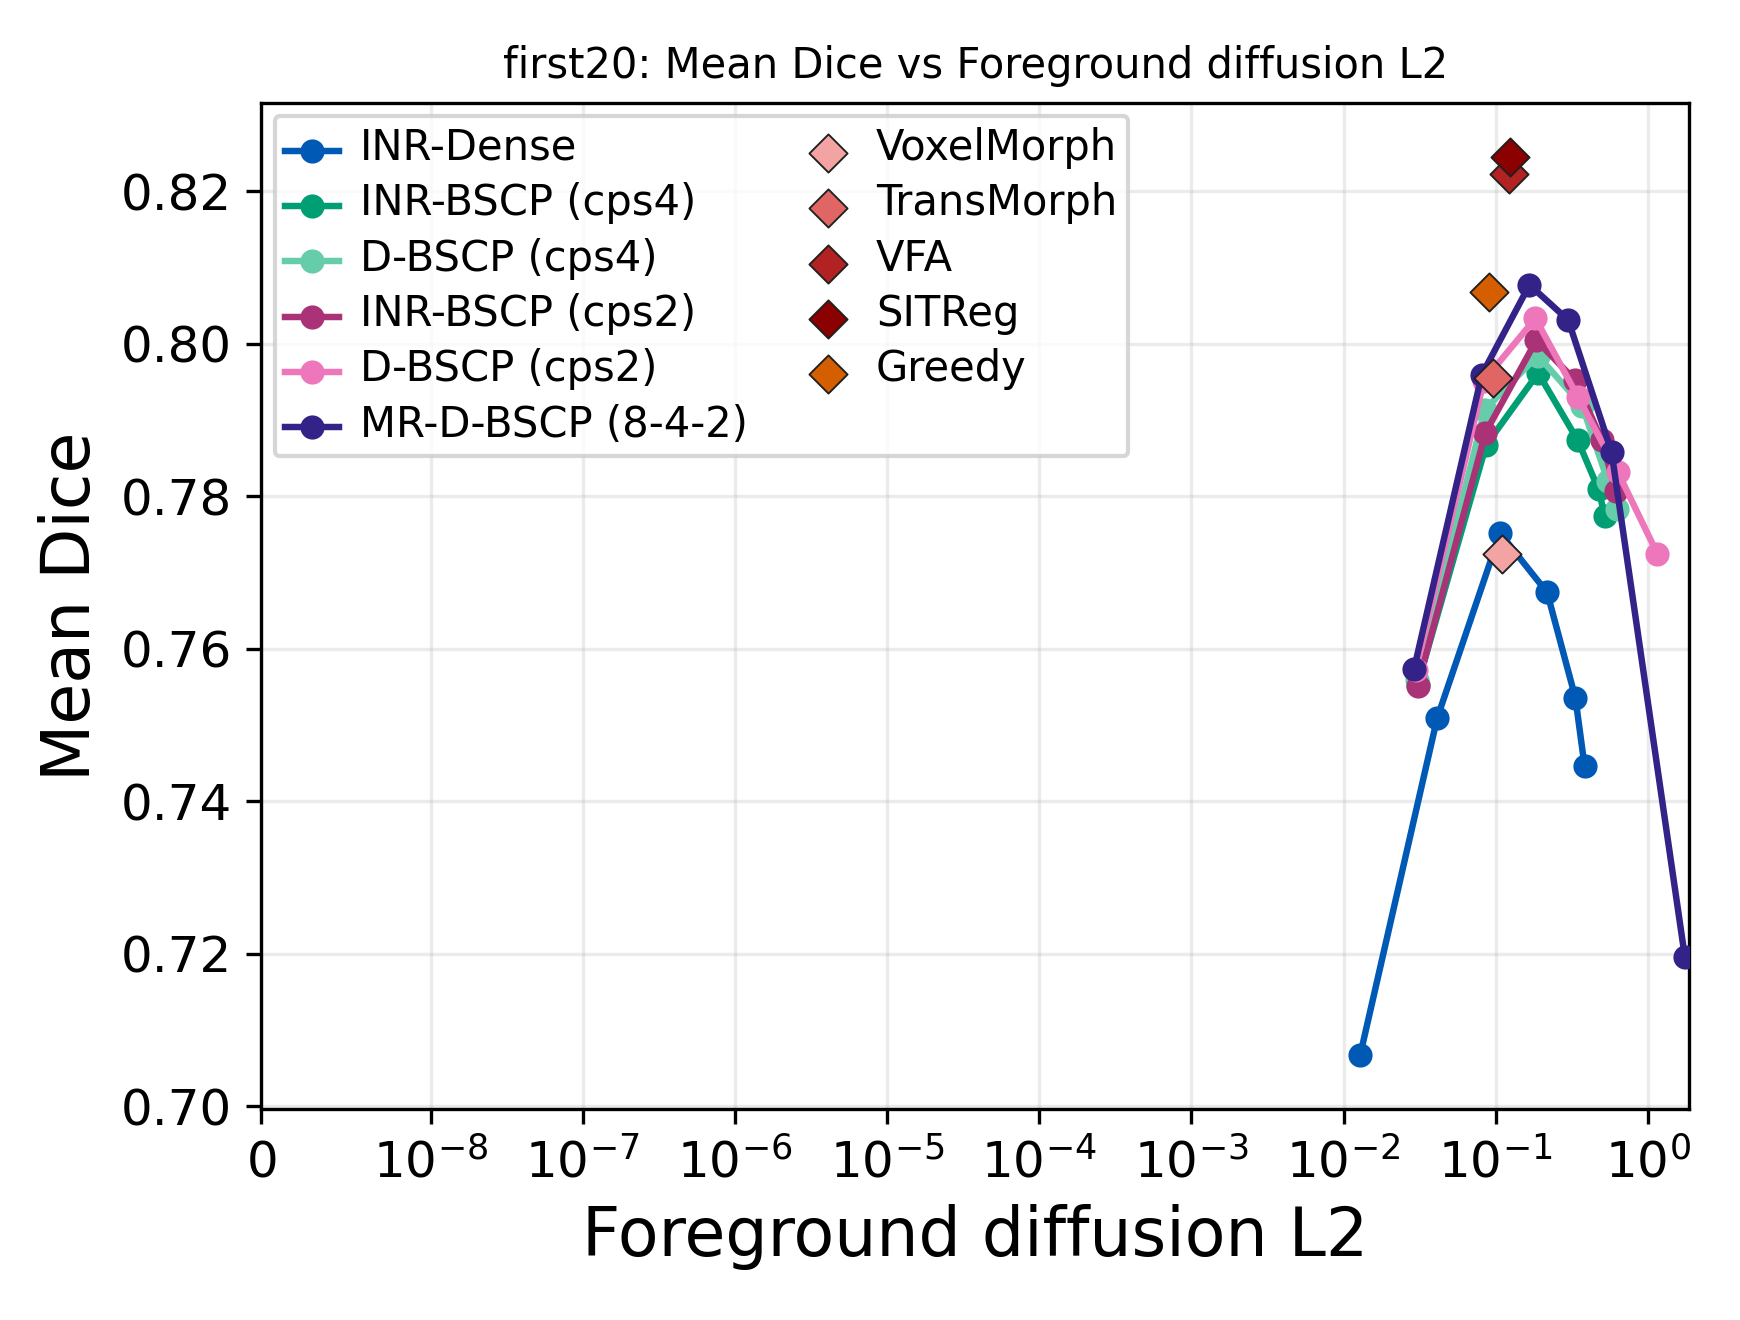 first20: Mean Dice vs Foreground diffusion L2
INR-Dense
INR-BSCP (cps4)
D-BSCP (cps4)
INR-BSCP (cps2)
D-BSCP (cps2)
MR-D-BSCP (8-4-2)
VoxelMorph
TransMorph
VFA
SITReg
Greedy
Mean Dice
0.82
0.80
0.78
0.76
0.74
0.72
0.70
0 10⁻⁸ 10⁻⁷ 10⁻⁶ 10⁻⁵ 10⁻⁴ 10⁻³ 10⁻² 10⁻¹ 10⁰
Foreground diffusion L2